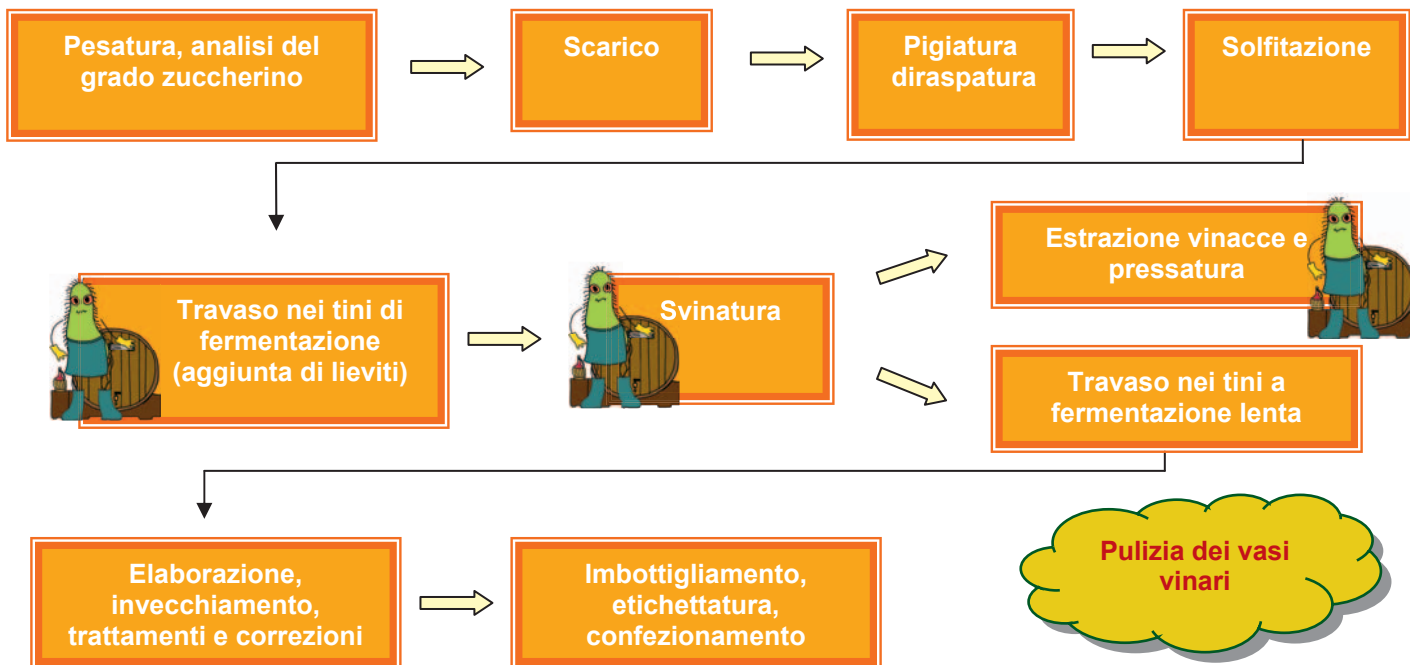 Pesatura, analisi del
grado zuccherino
Scarico
Pigiatura
diraspatura
Solfitazione
Travaso nei tini di
fermentazione
(aggiunta di lieviti)
Svinatura
Estrazione vinacce e
pressatura
Travaso nei tini a
fermentazione lenta
Elaborazione,
invecchiamento,
trattamenti e correzioni
Imbottigliamento,
etichettatura,
confezionamento
Pulizia dei vasi
vinari